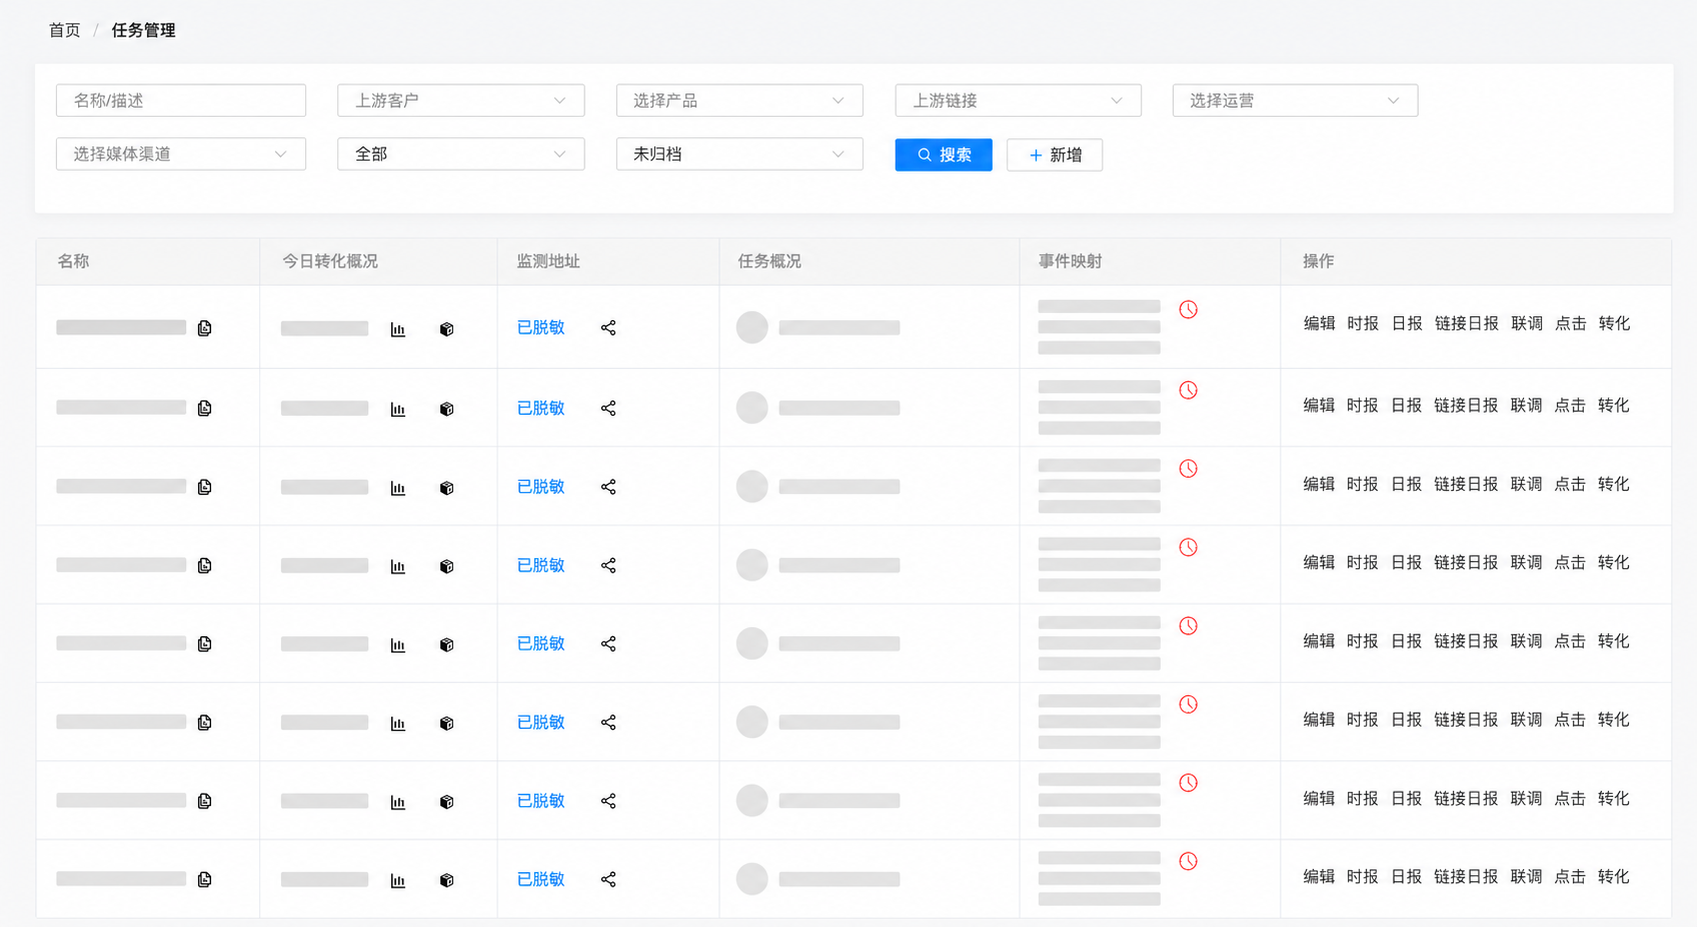 首页 / 任务管理
名称/描述 上游客户 选择产品 上游链接 选择运营
选择媒体渠道 全部 未归档 搜索 + 新增
名称 今日转化概况 监测地址 任务概况 事件映射 操作
已脱敏 编辑 时报 日报 链接日报 联调 点击 转化
已脱敏 编辑 时报 日报 链接日报 联调 点击 转化
已脱敏 编辑 时报 日报 链接日报 联调 点击 转化
已脱敏 编辑 时报 日报 链接日报 联调 点击 转化
已脱敏 编辑 时报 日报 链接日报 联调 点击 转化
已脱敏 编辑 时报 日报 链接日报 联调 点击 转化
已脱敏 编辑 时报 日报 链接日报 联调 点击 转化
已脱敏 编辑 时报 日报 链接日报 联调 点击 转化